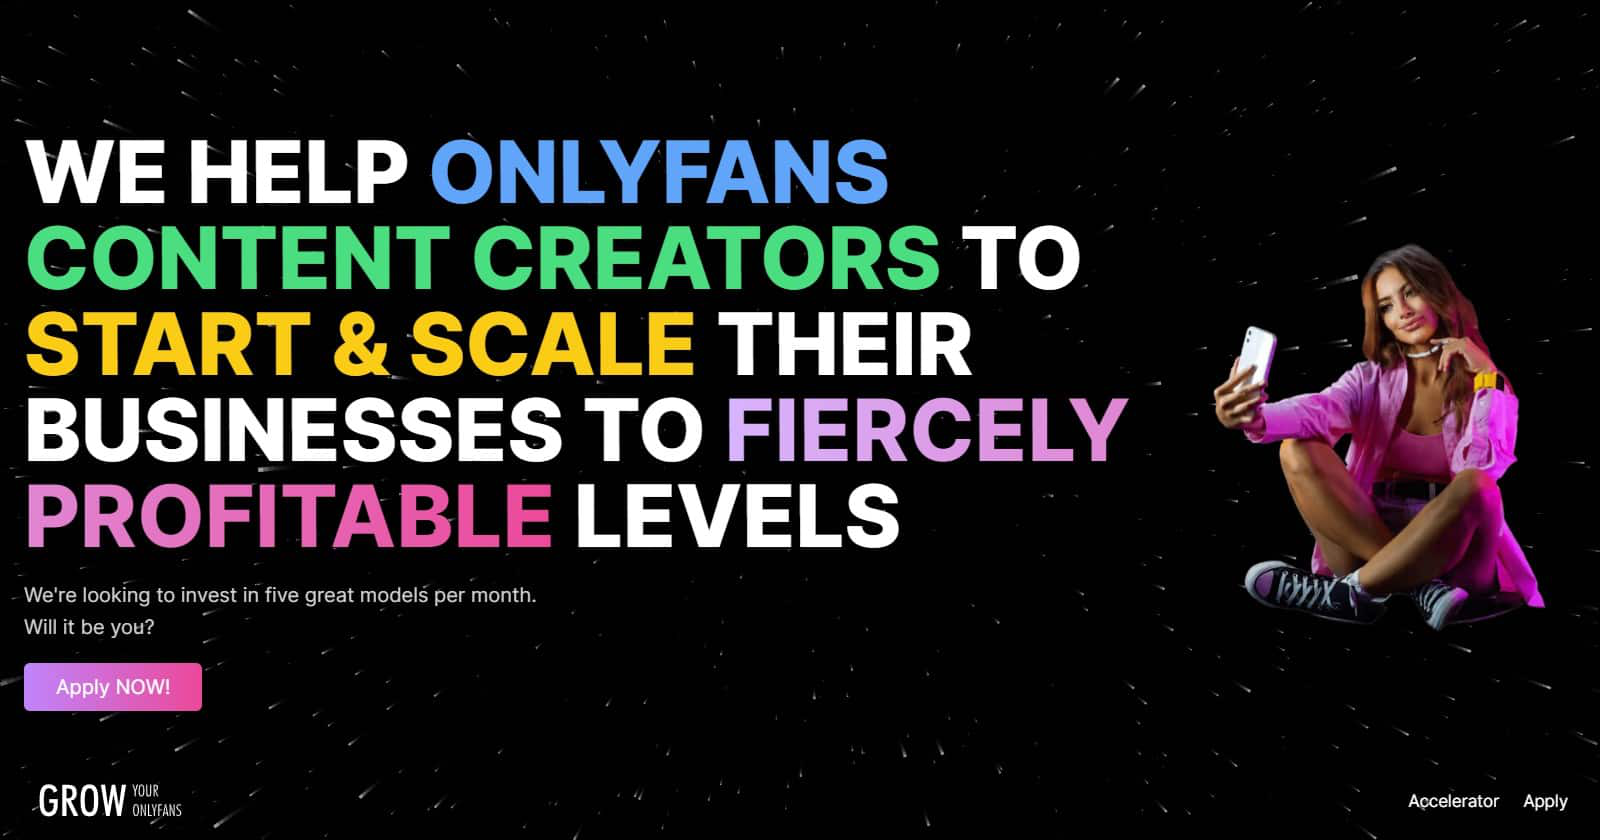 WE HELP ONLYFANS
CONTENT CREATORS TO
START & SCALE THEIR
BUSINESSES TO FIERCELY
PROFITABLE LEVELS
We're looking to invest in five great models per month.
Will it be you?
Apply NOW!
GROW YOUR
ONLYFANS
Accelerator Apply